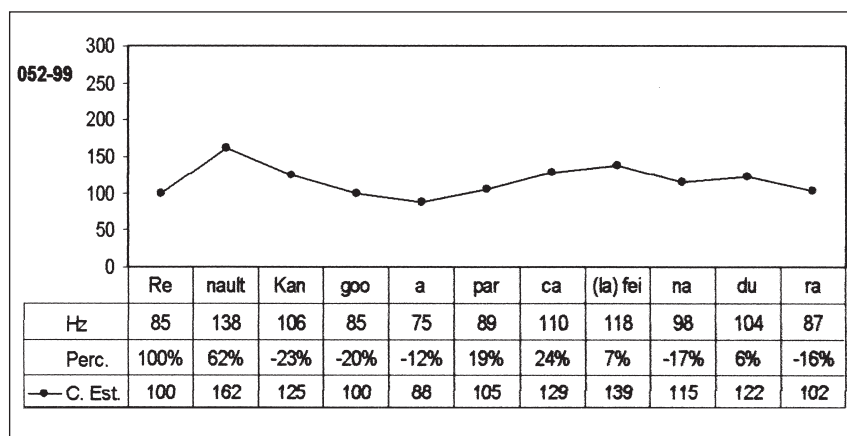 052-99
300
250
200
150
100
50
0
Re nault Kan goo a par ca (la) fei na du ra
Hz 85 138 106 85 75 89 110 118 98 104 87
Perc. 100% 62% -23% -20% -12% 19% 24% 7% -17% 6% -16%
C. Est. 100 162 125 100 88 105 129 139 115 122 102